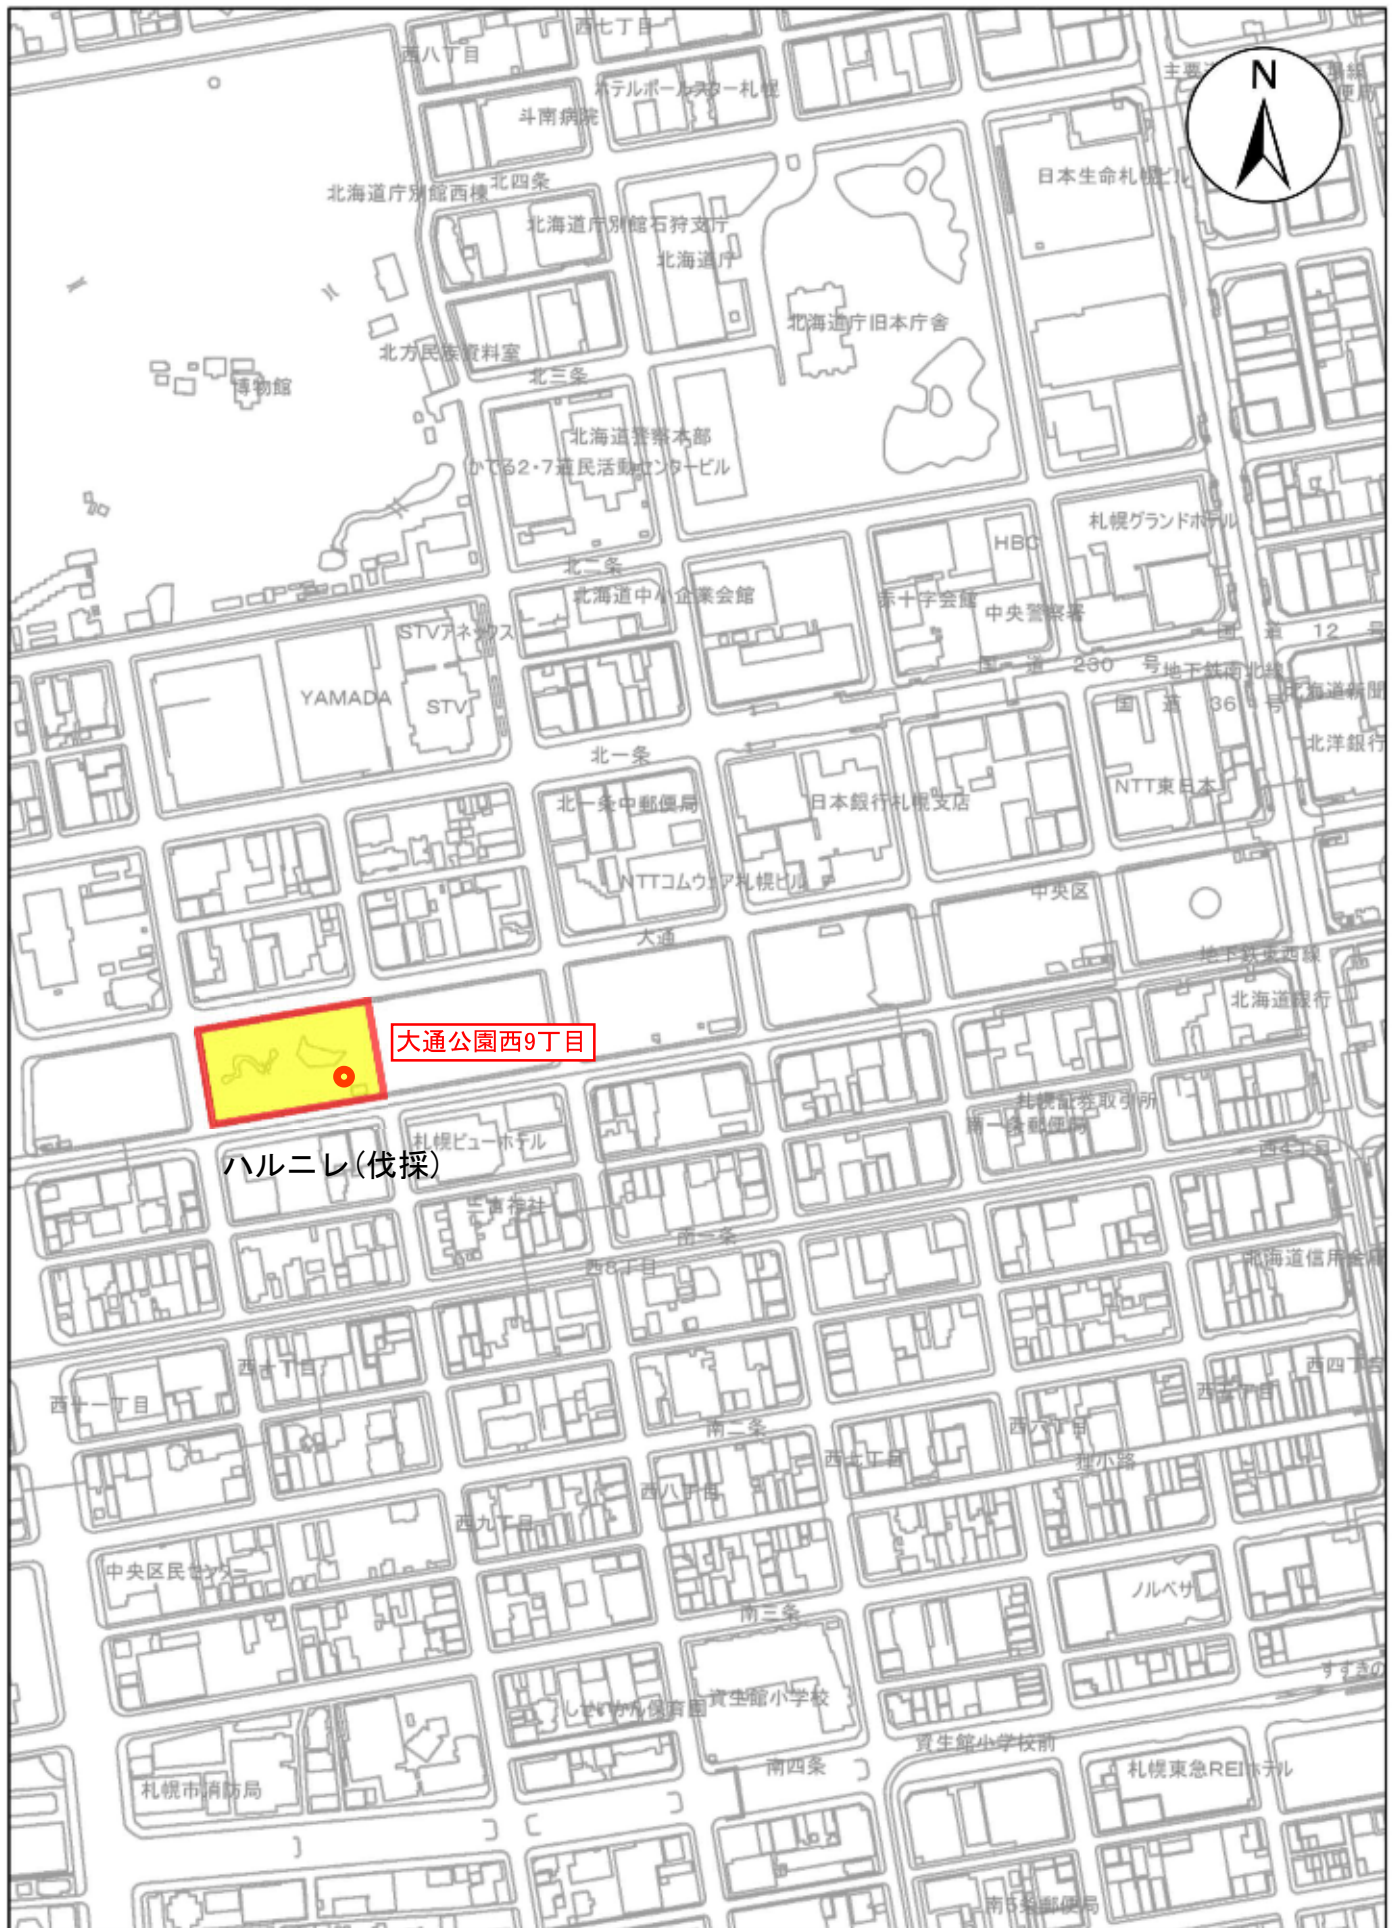 西七丁目
西八丁目
N
ホテルポールスター札幌
斗南病院
日本生命札幌ビル
北四条
北海道庁別館西棟
北海道庁別館石狩支庁
北海道庁
北海道庁旧本庁舎
北方民族資料室
北三条
博物館
北海道警察本部
かでる2・7道民活動センタービル
札幌グランドホテル
HBC
北二条
北海道中小企業会館
赤十字会館
中央警察署
STVアネックス
国道12号
国道230号
地下鉄南北線
YAMADA
STV
国道36号
北海道新聞
北洋銀行
北一条
NTT東日本
北一条中郵便局
日本銀行札幌支店
NTTコムウェア札幌ビル
中央区
大通
地下鉄東西線
北海道銀行
大通公園西9丁目
札幌証券取引所
南一条郵便局
札幌ビューホテル
西4丁目
ハルニレ(伐採)
三吉神社
南一条
北海道信用金庫
西8丁目
西十丁目
西四丁目
西五丁目
西十一丁目
南二条
西六丁目
西七丁目
狸小路
西八丁目
西九丁目
中央区民センター
ノルベサ
南三条
すすきの
しせいかん保育園
資生館小学校
資生館小学校前
南四条
札幌東急REIホテル
札幌市消防局
南5条郵便局